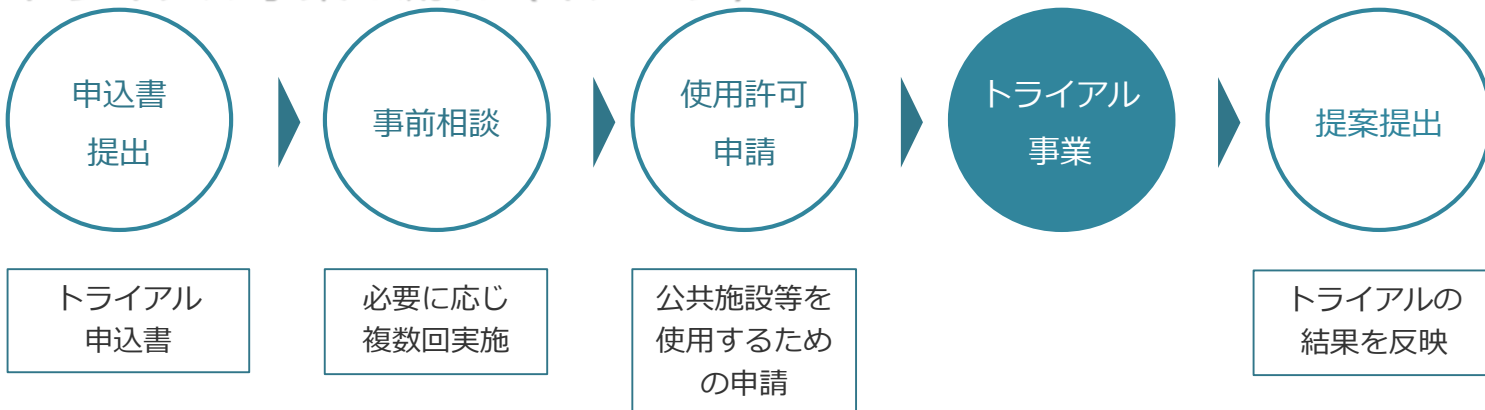 申込書
提出
事前相談
使用許可
申請
トライアル
事業
提案提出
トライアル
申込書
必要に応じ
複数回実施
公共施設等を
使用するため
の申請
トライアルの
結果を反映